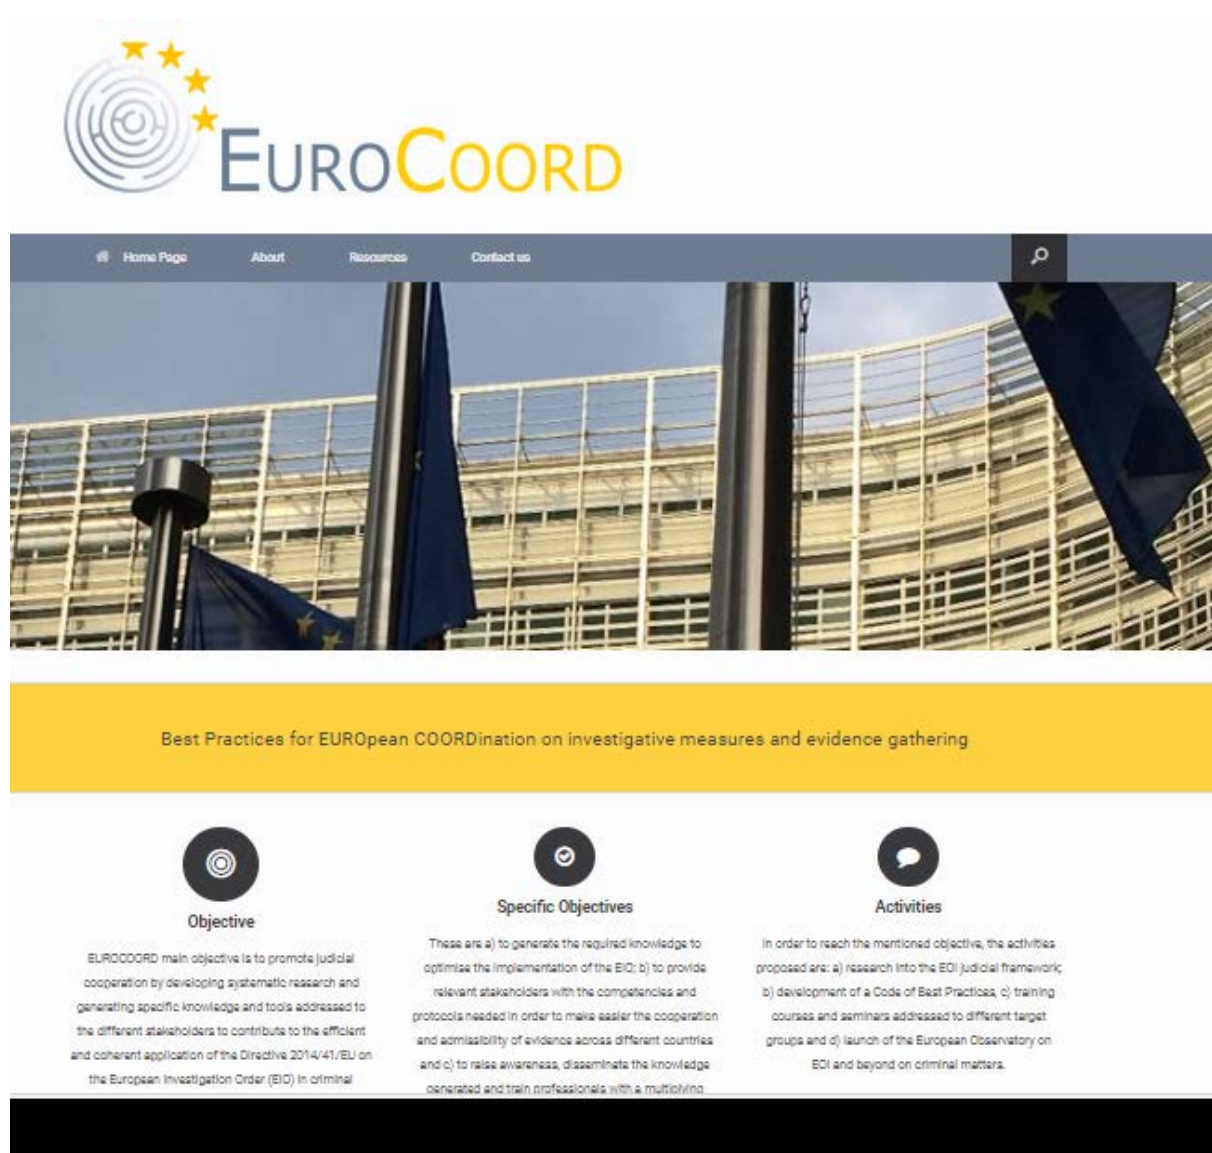 EUROCOORD
Home Page
About
Resources
Contact us
Best Practices for EUROpean COORDination on investigative measures and evidence gathering
Objective
EUROCOORD main objective is to promote judicial
cooperation by developing systematic research and
generating specific knowledge and tools addressed to
the different stakeholders to contribute to the efficient
and coherent application of the Directive 2014/41/EU on
the European Investigation Order (EIO) in criminal
Specific Objectives
These are a) to generate the required knowledge to
optimise the implementation of the EIO; b) to provide
relevant stakeholders with the competencies and
protocols needed in order to make easier the cooperation
and admissibility of evidence across different countries
and c) to raise awareness, disseminate the knowledge
generated and train professionals with a multiplying
Activities
In order to reach the mentioned objective, the activities
proposed are: a) research into the EOI judicial framework;
b) development of a Code of Best Practices, c) training
courses and seminars addressed to different target
groups and d) launch of the European Observatory on
EOI and beyond on criminal matters.